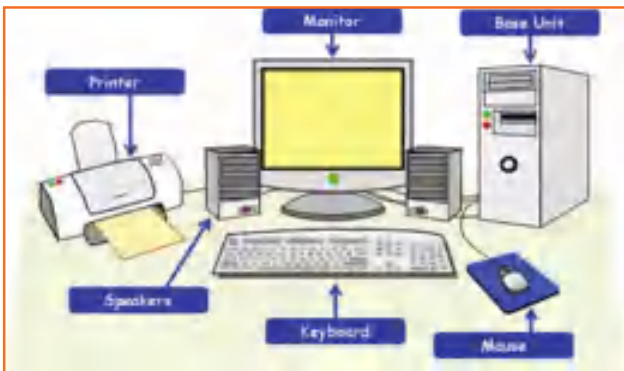 Monitor
Base Unit
Printer
Speakers
Keyboard
Mouse